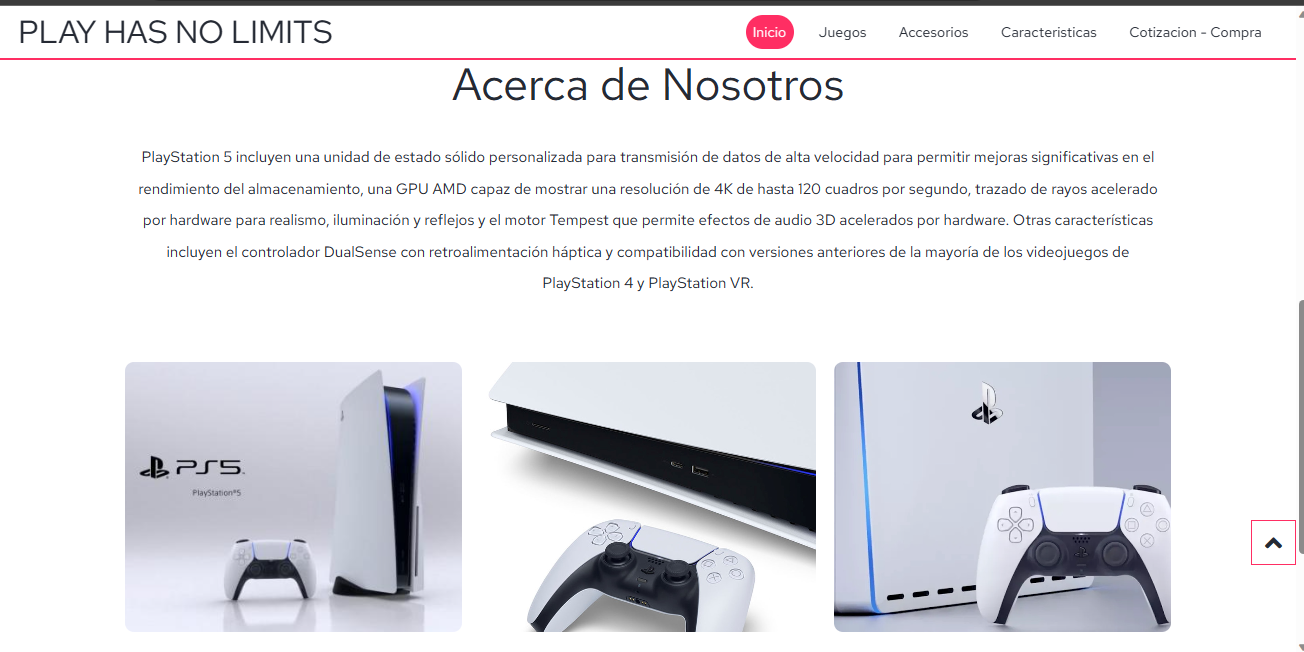 PLAY HAS NO LIMITS
Inicio
Juegos
Accesorios
Caracteristicas
Cotizacion - Compra
Acerca de Nosotros
PlayStation 5 incluyen una unidad de estado sólido personalizada para transmisión de datos de alta velocidad para permitir mejoras significativas en el
rendimiento del almacenamiento, una GPU AMD capaz de mostrar una resolución de 4K de hasta 120 cuadros por segundo, trazado de rayos acelerado
por hardware para realismo, iluminación y reflejos y el motor Tempest que permite efectos de audio 3D acelerados por hardware. Otras características
incluyen el controlador DualSense con retroalimentación háptica y compatibilidad con versiones anteriores de la mayoría de los videojuegos de
PlayStation 4 y PlayStation VR.
PS5
PlayStation®5